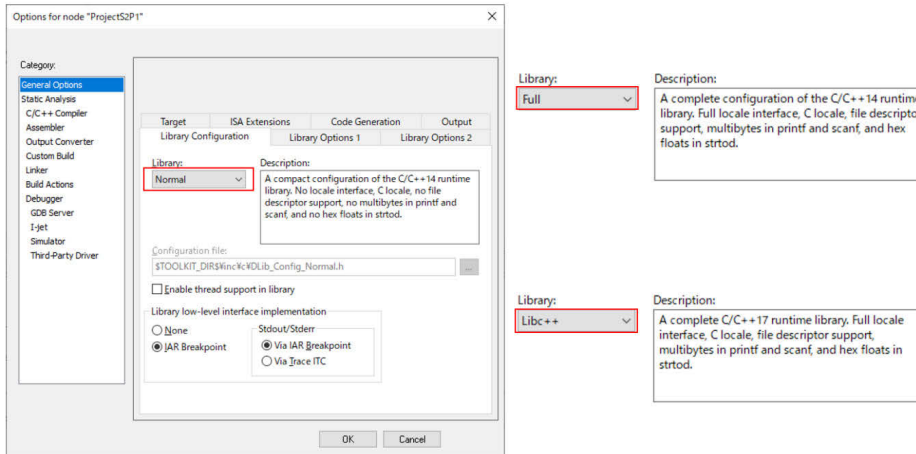 Options for node "ProjectS2P1"
Category:
General Options
Static Analysis
C/C++ Compiler
Assembler
Output Converter
Custom Build
Linker
Build Actions
Debugger
GDB Server
I-jet
Simulator
Third-Party Driver
Target ISA Extensions Code Generation Output
Library Configuration Library Options 1 Library Options 2
Library: Description:
Normal
A compact configuration of the C/C++14 runtime
library. No locale interface, C locale, no file
descriptor support, no multibytes in printf and
scanf, and no hex floats in strtod.
Configuration file:
$TOOLKIT_DIR$¥inc¥c¥DLib_Config_Normal.h ...
Enable thread support in library
Library low-level interface implementation
None
IAR Breakpoint
Stdout/Stderr
Via IAR Breakpoint
Via Trace ITC
OK Cancel
Library: Description:
Full
A complete configuration of the C/C++14 runtime
library. Full locale interface, C locale, file descripto
support, multibytes in printf and scanf, and hex
floats in strtod.
Library: Description:
Libc++
A complete C/C++17 runtime library. Full locale
interface, C locale, file descriptor support,
multibytes in printf and scanf, and hex floats in
strtod.